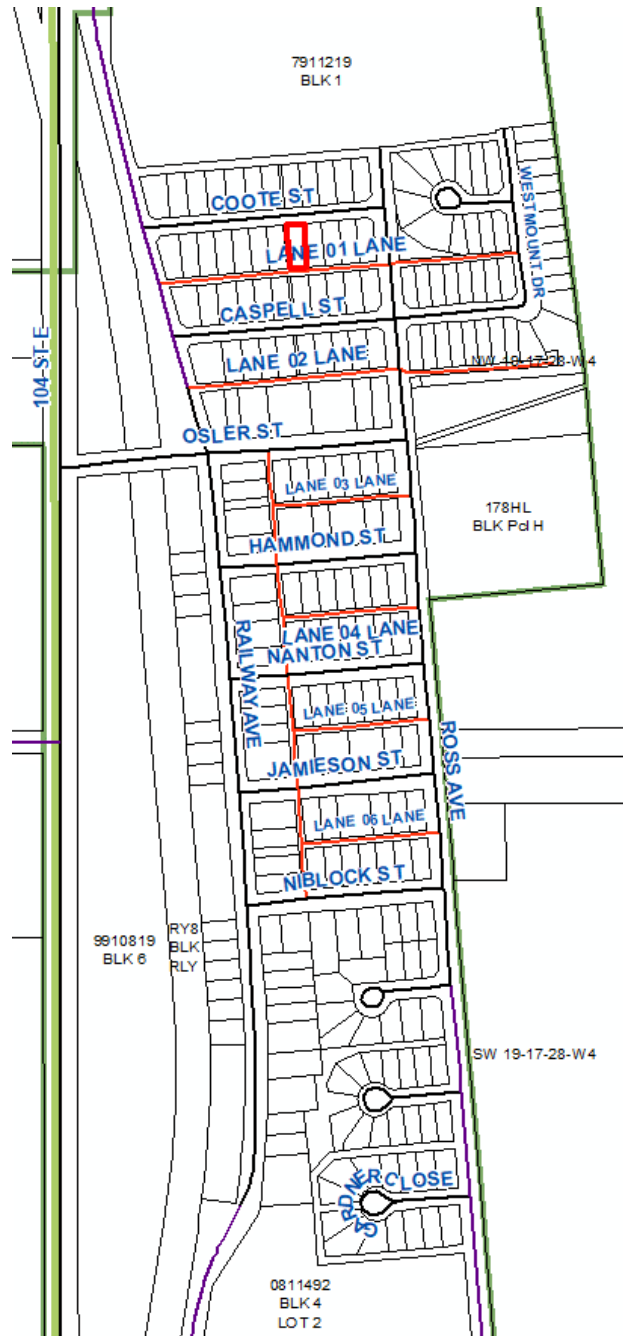 7911219
BLK 1
COOTE ST
WESTMOUNT DR
LANE 01 LANE
CASPELL ST
104 ST E
LANE 02 LANE
NW 19-17-28-W4
OSLER ST
LANE 03 LANE
178HL
BLK Pcl H
HAMMOND ST
LANE 04 LANE
NANTON ST
RAILWAY AVE
LANE 05 LANE
ROSS AVE
JAMIESON ST
LANE 06 LANE
NIBLOCK ST
9910819
BLK 6
RY8
BLK
RLY
SW 19-17-28-W4
GARDNER CLOSE
0811492
BLK 4
LOT 2